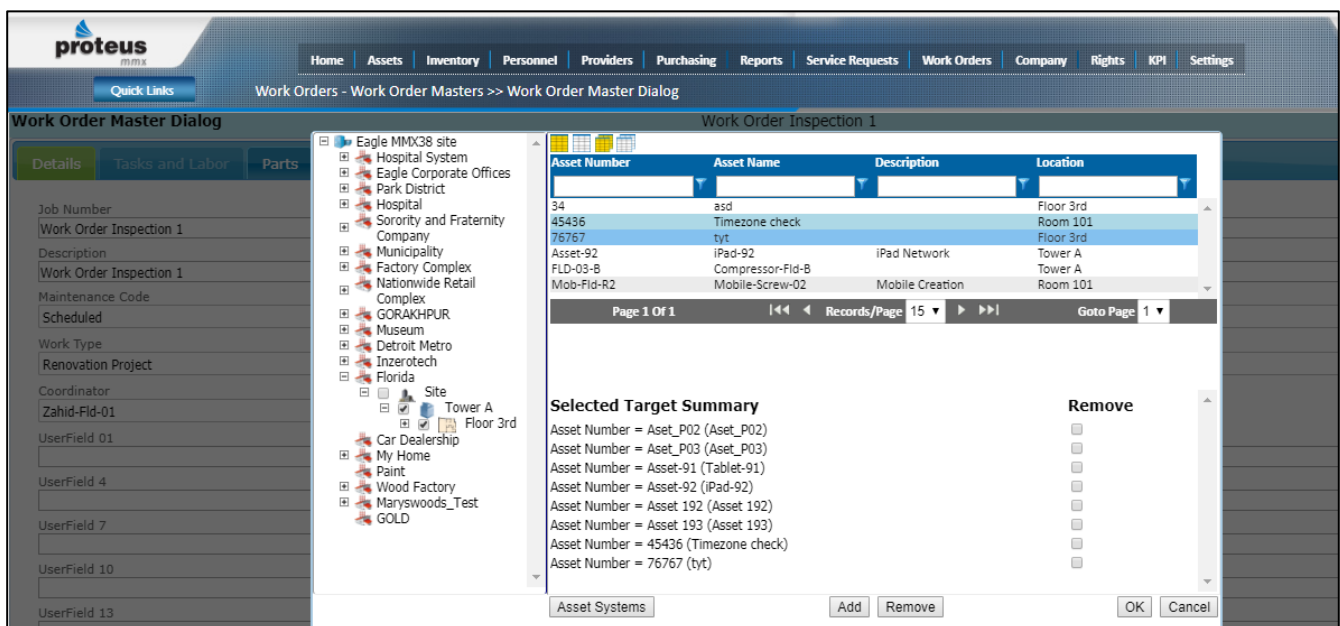 proteus
mmx
Home Assets Inventory Personnel Providers Purchasing Reports Service Requests Work Orders Company Rights KPI Settings
Quick Links
Work Orders - Work Order Masters >> Work Order Master Dialog
Work Order Master Dialog
Work Order Inspection 1
Details Tasks and Labor Parts
Job Number
Work Order Inspection 1
Description
Work Order Inspection 1
Maintenance Code
Scheduled
Work Type
Renovation Project
Coordinator
Zahid-Fld-01
UserField 01
UserField 4
UserField 7
UserField 10
UserField 13
Eagle MMX38 site
Hospital System
Eagle Corporate Offices
Park District
Hospital
Sorority and Fraternity
Company
Municipality
Factory Complex
Nationwide Retail
Complex
GORAKHPUR
Museum
Detroit Metro
Inzerotech
Florida
Site
Tower A
Floor 3rd
Car Dealership
My Home
Paint
Wood Factory
Maryswoods_Test
GOLD
Asset Number Asset Name Description Location
34 asd Floor 3rd
45436 Timezone check Room 101
76767 tyt Floor 3rd
Asset-92 iPad-92 iPad Network Tower A
FLD-03-B Compressor-Fld-B Tower A
Mob-Fld-R2 Mobile-Screw-02 Mobile Creation Room 101
Page 1 Of 1 Records/Page 15 Goto Page 1
Selected Target Summary Remove
Asset Number = Aset_P02 (Aset_P02)
Asset Number = Aset_P03 (Aset_P03)
Asset Number = Asset-91 (Tablet-91)
Asset Number = Asset-92 (iPad-92)
Asset Number = Asset 192 (Asset 192)
Asset Number = Asset 193 (Asset 193)
Asset Number = 45436 (Timezone check)
Asset Number = 76767 (tyt)
Asset Systems Add Remove OK Cancel